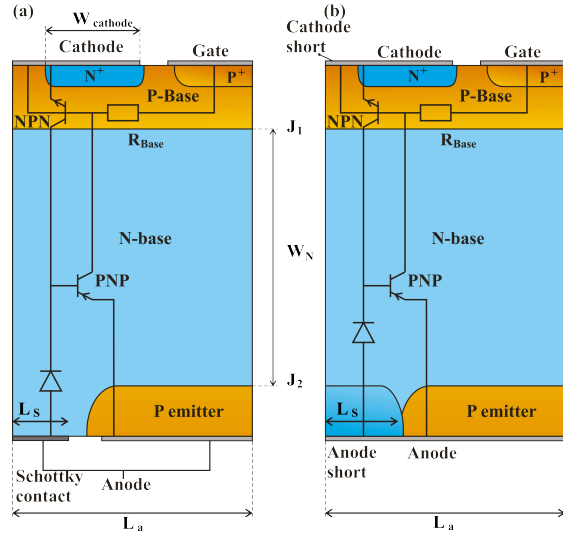 (a)
W cathode
Cathode
Gate
N+
P+
P-Base
NPN
RBase
N-base
PNP
LS
P emitter
Schottky
contact
Anode
La
J1
WN
J2
(b)
Cathode
short
Cathode
Gate
N+
P+
P-Base
NPN
RBase
N-base
PNP
LS
P emitter
Anode
short
Anode
La